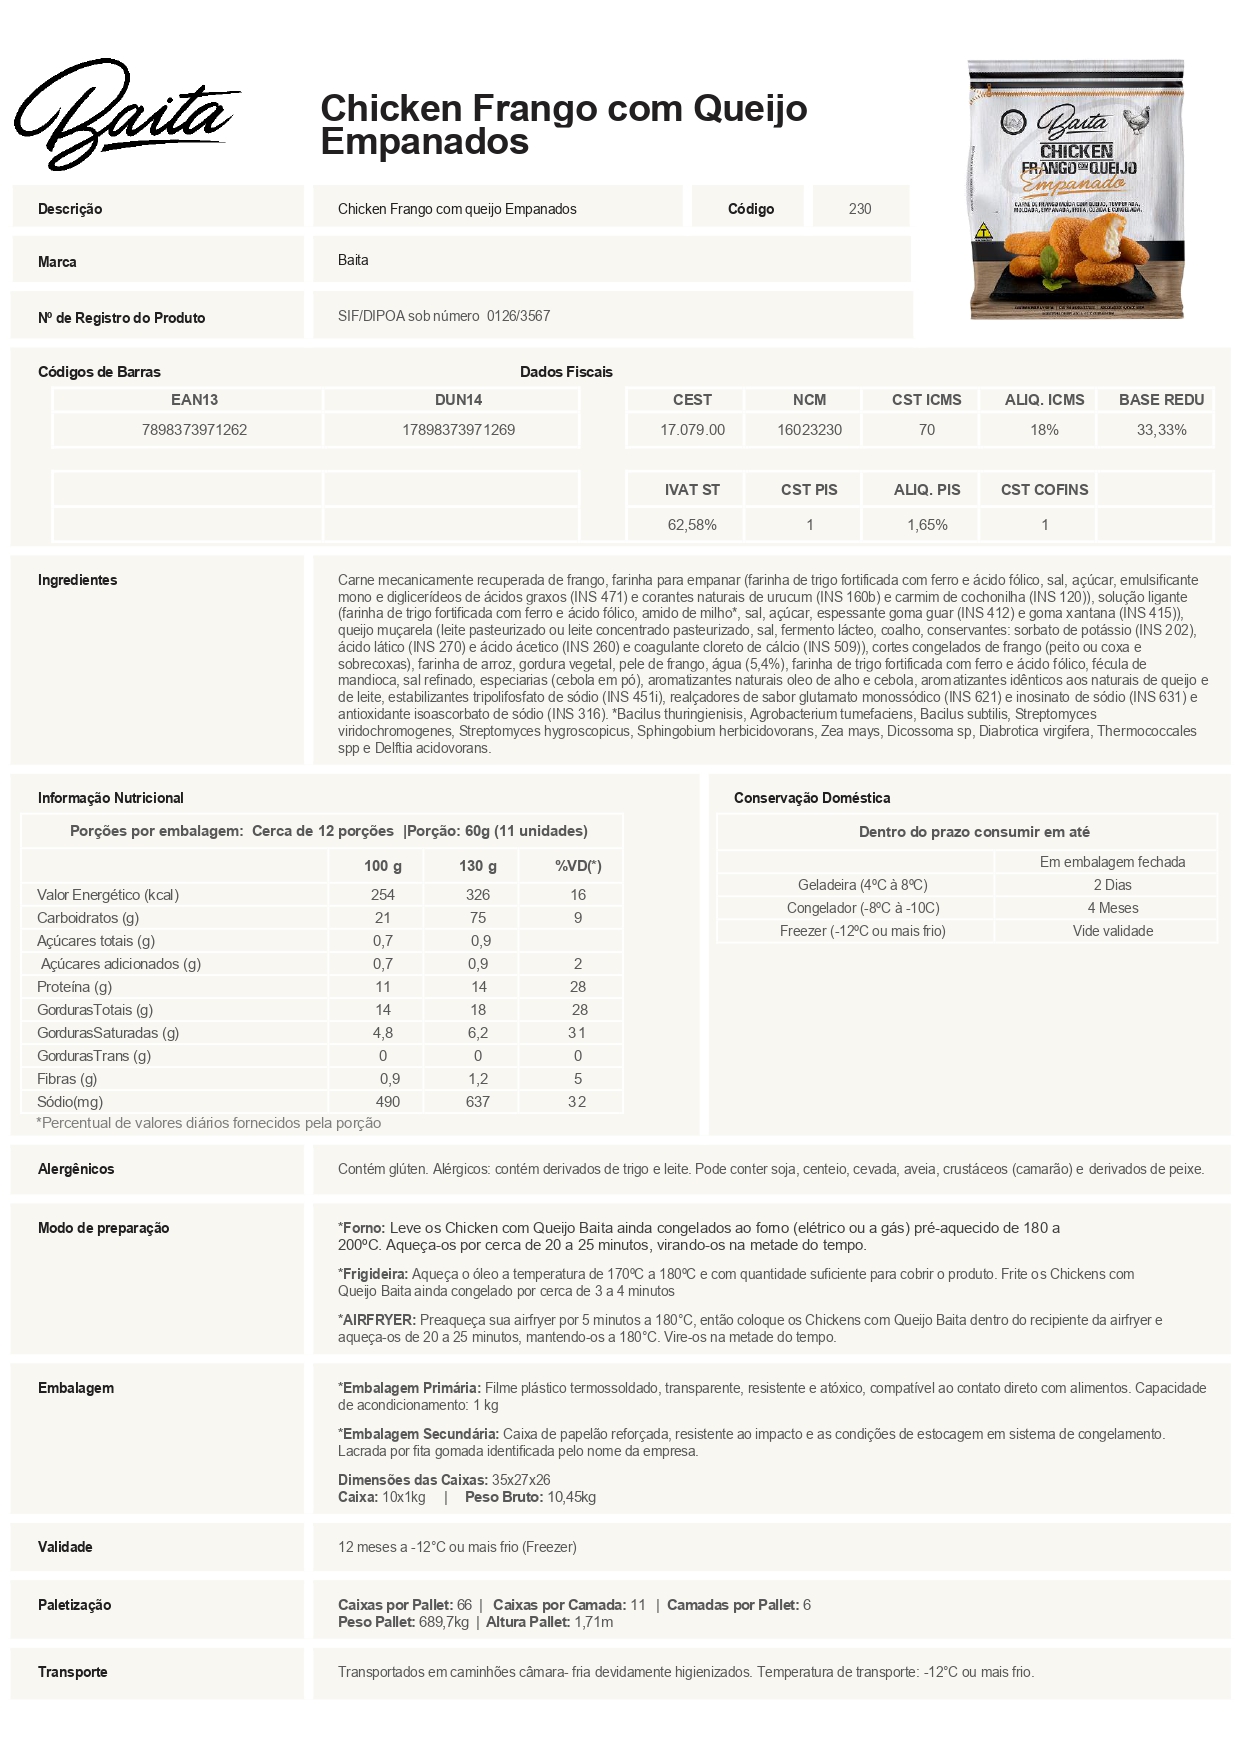 Baita
Chicken Frango com Queijo
Empanados
Baita
CHICKEN
FRANGO COM QUEIJO
Empanado
CARNE DE FRANGO MOÍDA COM QUEIJO, TEMPERADA,
MOLDADA, EMPANADA, FRITA, COZIDA E CONGELADA.
T
Descrição Chicken Frango com queijo Empanados Código 230
Marca Baita
Nº de Registro do Produto SIF/DIPOA sob número 0126/3567
Códigos de Barras Dados Fiscais
EAN13 DUN14 CEST NCM CST ICMS ALIQ. ICMS BASE REDU
7898373971262 17898373971269 17.079.00 16023230 70 18% 33,33%
IVAT ST CST PIS ALIQ. PIS CST COFINS
62,58% 1 1,65% 1
Ingredientes Carne mecanicamente recuperada de frango, farinha para empanar (farinha de trigo fortificada com ferro e ácido fólico, sal, açúcar, emulsificante
mono e diglicerídeos de ácidos graxos (INS 471) e corantes naturais de urucum (INS 160b) e carmim de cochonilha (INS 120)), solução ligante
(farinha de trigo fortificada com ferro e ácido fólico, amido de milho*, sal, açúcar, espessante goma guar (INS 412) e goma xantana (INS 415)),
queijo muçarela (leite pasteurizado ou leite concentrado pasteurizado, sal, fermento lácteo, coalho, conservantes: sorbato de potássio (INS 202),
ácido lático (INS 270) e ácido ácetico (INS 260) e coagulante cloreto de cálcio (INS 509)), cortes congelados de frango (peito ou coxa e
sobrecoxas), farinha de arroz, gordura vegetal, pele de frango, água (5,4%), farinha de trigo fortificada com ferro e ácido fólico, fécula de
mandioca, sal refinado, especiarias (cebola em pó), aromatizantes naturais oleo de alho e cebola, aromatizantes idênticos aos naturais de queijo e
de leite, estabilizantes tripolifosfato de sódio (INS 451i), realçadores de sabor glutamato monossódico (INS 621) e inosinato de sódio (INS 631) e
antioxidante isoascorbato de sódio (INS 316). *Bacilus thuringienisis, Agrobacterium tumefaciens, Bacilus subtilis, Streptomyces
viridochromogenes, Streptomyces hygroscopicus, Sphingobium herbicidovorans, Zea mays, Dicossoma sp, Diabrotica virgifera, Thermococcales
spp e Delftia acidovorans.
Informação Nutricional
Porções por embalagem: Cerca de 12 porções |Porção: 60g (11 unidades)
100 g 130 g %VD(*)
Valor Energético (kcal) 254 326 16
Carboidratos (g) 21 75 9
Açúcares totais (g) 0,7 0,9
Açúcares adicionados (g) 0,7 0,9 2
Proteína (g) 11 14 28
GordurasTotais (g) 14 18 28
GordurasSaturadas (g) 4,8 6,2 31
GordurasTrans (g) 0 0 0
Fibras (g) 0,9 1,2 5
Sódio(mg) 490 637 32
*Percentual de valores diários fornecidos pela porção
Conservação Doméstica
Dentro do prazo consumir em até
Em embalagem fechada
Geladeira (4ºC à 8ºC) 2 Dias
Congelador (-8ºC à -10C) 4 Meses
Freezer (-12ºC ou mais frio) Vide validade
Alergênicos Contém glúten. Alérgicos: contém derivados de trigo e leite. Pode conter soja, centeio, cevada, aveia, crustáceos (camarão) e derivados de peixe.
Modo de preparação *Forno: Leve os Chicken com Queijo Baita ainda congelados ao forno (elétrico ou a gás) pré-aquecido de 180 a
200ºC. Aqueça-os por cerca de 20 a 25 minutos, virando-os na metade do tempo.
*Frigideira: Aqueça o óleo a temperatura de 170ºC a 180ºC e com quantidade suficiente para cobrir o produto. Frite os Chickens com
Queijo Baita ainda congelado por cerca de 3 a 4 minutos
*AIRFRYER: Preaqueça sua airfryer por 5 minutos a 180°C, então coloque os Chickens com Queijo Baita dentro do recipiente da airfryer e
aqueça-os de 20 a 25 minutos, mantendo-os a 180°C. Vire-os na metade do tempo.
Embalagem *Embalagem Primária: Filme plástico termossoldado, transparente, resistente e atóxico, compatível ao contato direto com alimentos. Capacidade
de acondicionamento: 1 kg
*Embalagem Secundária: Caixa de papelão reforçada, resistente ao impacto e as condições de estocagem em sistema de congelamento.
Lacrada por fita gomada identificada pelo nome da empresa.
Dimensões das Caixas: 35x27x26
Caixa: 10x1kg | Peso Bruto: 10,45kg
Validade 12 meses a -12°C ou mais frio (Freezer)
Paletização Caixas por Pallet: 66 | Caixas por Camada: 11 | Camadas por Pallet: 6
Peso Pallet: 689,7kg | Altura Pallet: 1,71m
Transporte Transportados em caminhões câmara- fria devidamente higienizados. Temperatura de transporte: -12°C ou mais frio.